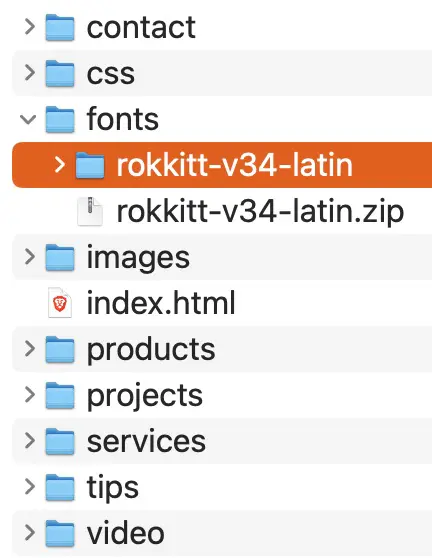 contact
css
fonts
rokkitt-v34-latin
rokkitt-v34-latin.zip
images
index.html
products
projects
services
tips
video